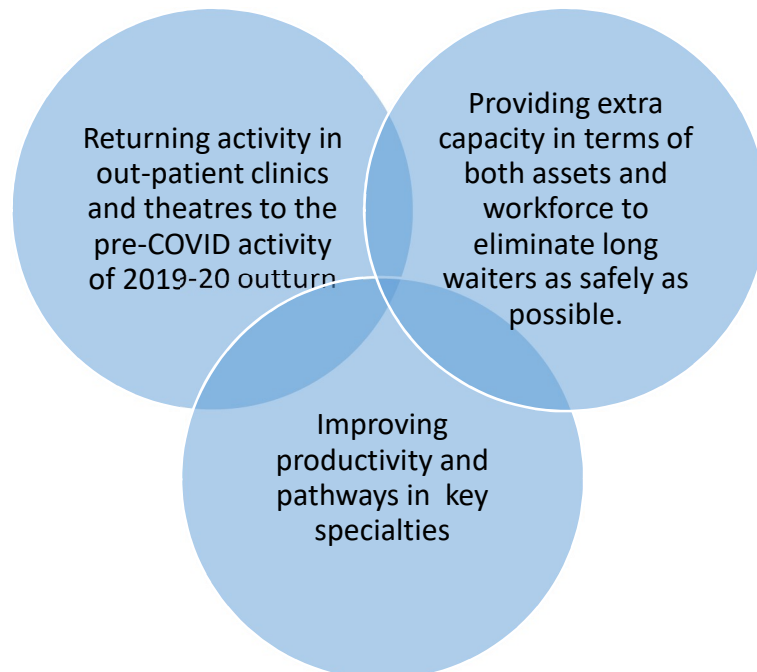 Returning activity in
out-patient clinics
and theatres to the
pre-COVID activity
of 2019-20 outturn
Providing extra
capacity in terms of
both assets and
workforce to
eliminate long
waiters as safely as
possible.
Improving
productivity and
pathways in  key
specialties